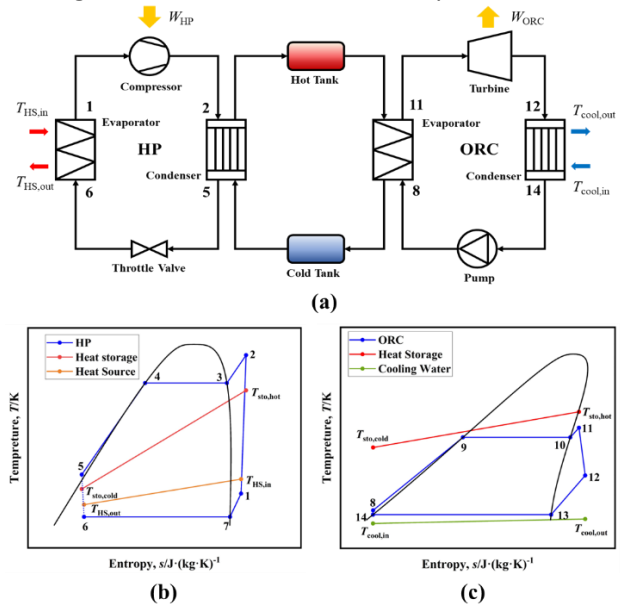 W_HP
W_ORC
Compressor
Hot Tank
Turbine
1
2
11
12
T_HS,in
Evaporator
Evaporator
T_cool,out
HP
ORC
T_HS,out
Condenser
Condenser
T_cool,in
6
5
8
14
Throttle Valve
Cold Tank
Pump
(a)
HP
Heat storage
Heat Source
2
4
3
T_sto,hot
5
T_sto,cold
T_HS,in
T_HS,out
1
6
7
Tempreture, T/K
Entropy, s/J·(kg·K)⁻¹
(b)
ORC
Heat Storage
Cooling Water
T_sto,hot
T_sto,cold
11
9
10
12
8
14
13
T_cool,in
T_cool,out
Tempreture, T/K
Entropy, s/J·(kg·K)⁻¹
(c)